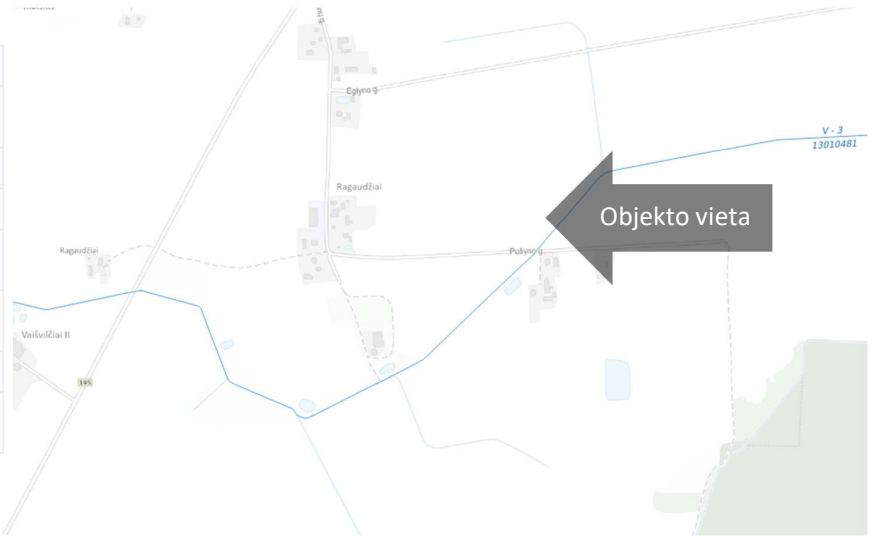 Eglyno g.
V - 3
13010481
Ragaudžiai
Objekto vieta
Ragaudžiai
Pušyno g.
Vaišvilčiai II
195